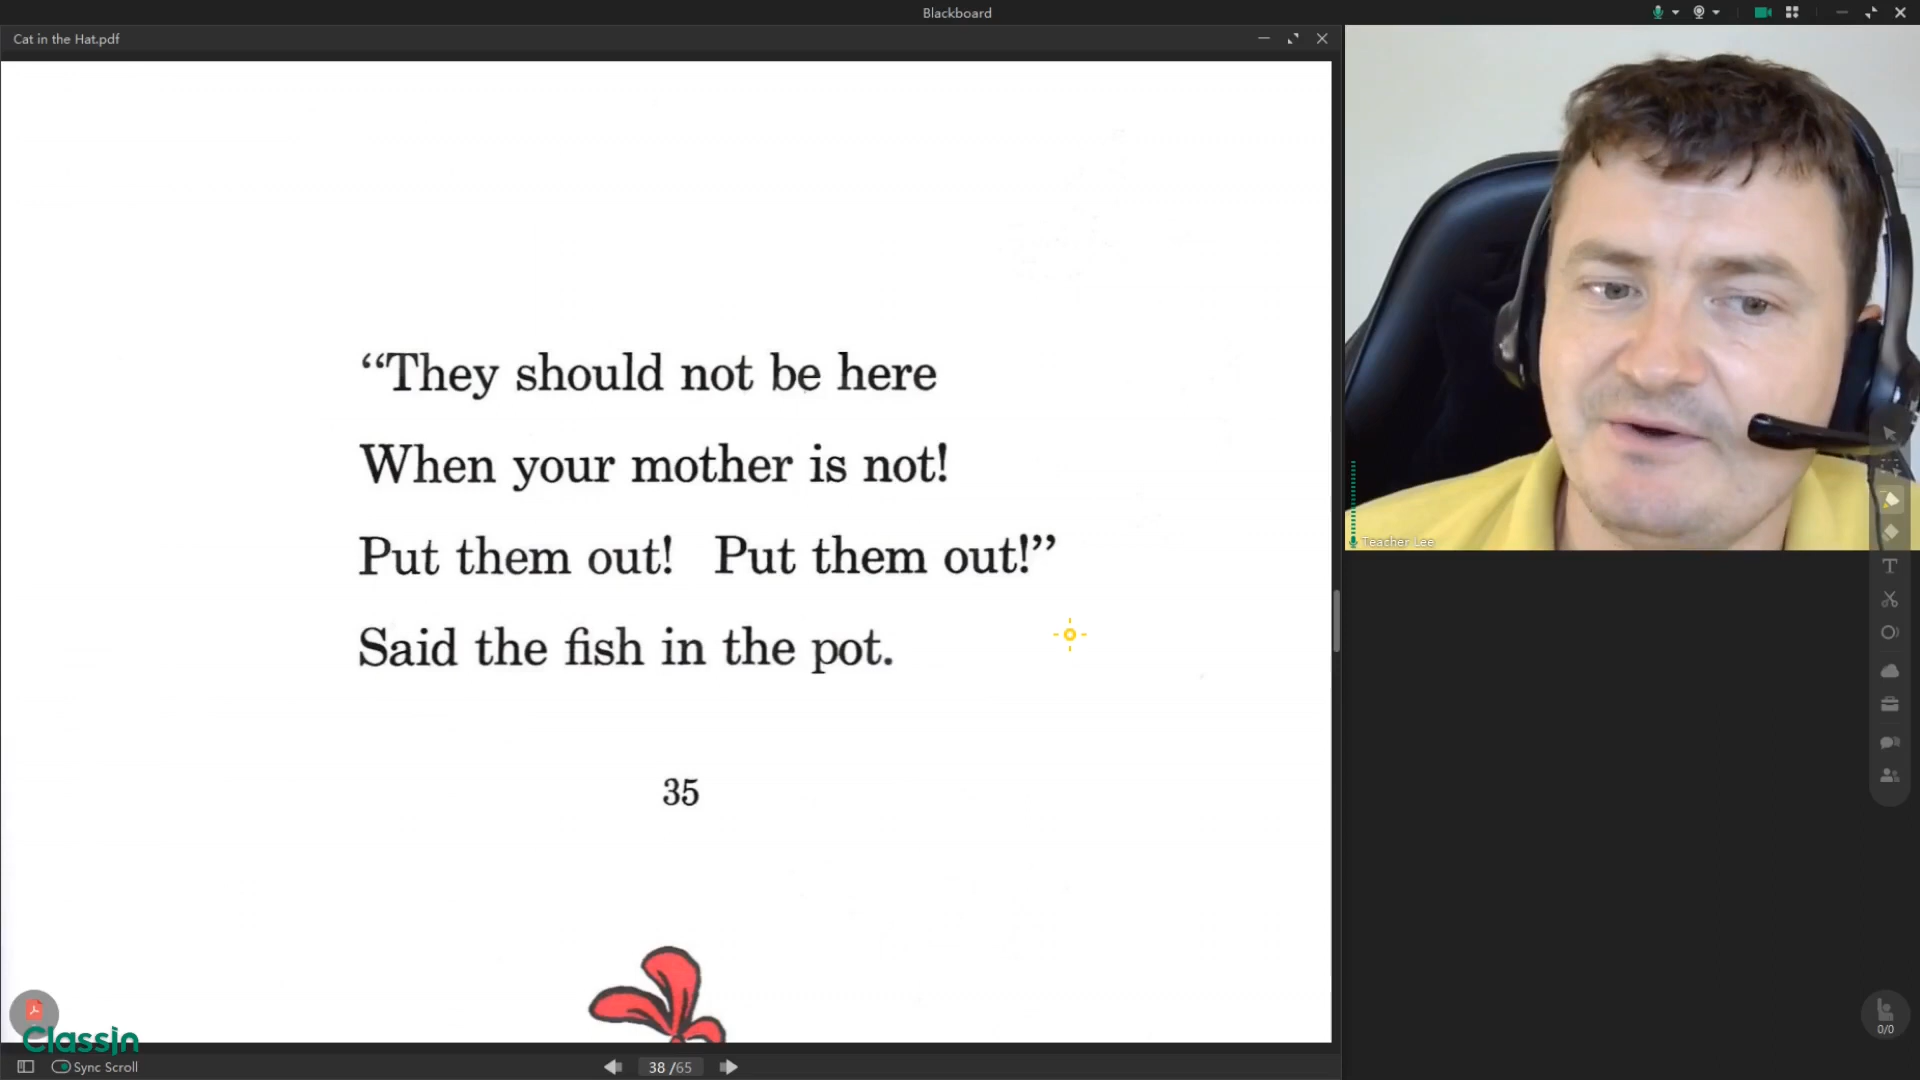 Blackboard
Cat in the Hat.pdf
“They should not be here
When your mother is not!
Put them out! Put them out!”
Said the fish in the pot.
35
Teacher Lee
T
ClassIn
Sync Scroll
38 /65
0/0